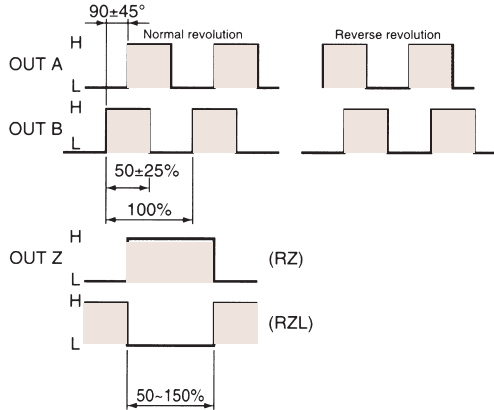 90±45°
Normal revolution
Reverse revolution
H
OUT A
L
H
OUT B
L
50±25%
100%
H
OUT Z
(RZ)
L
H
(RZL)
L
50~150%